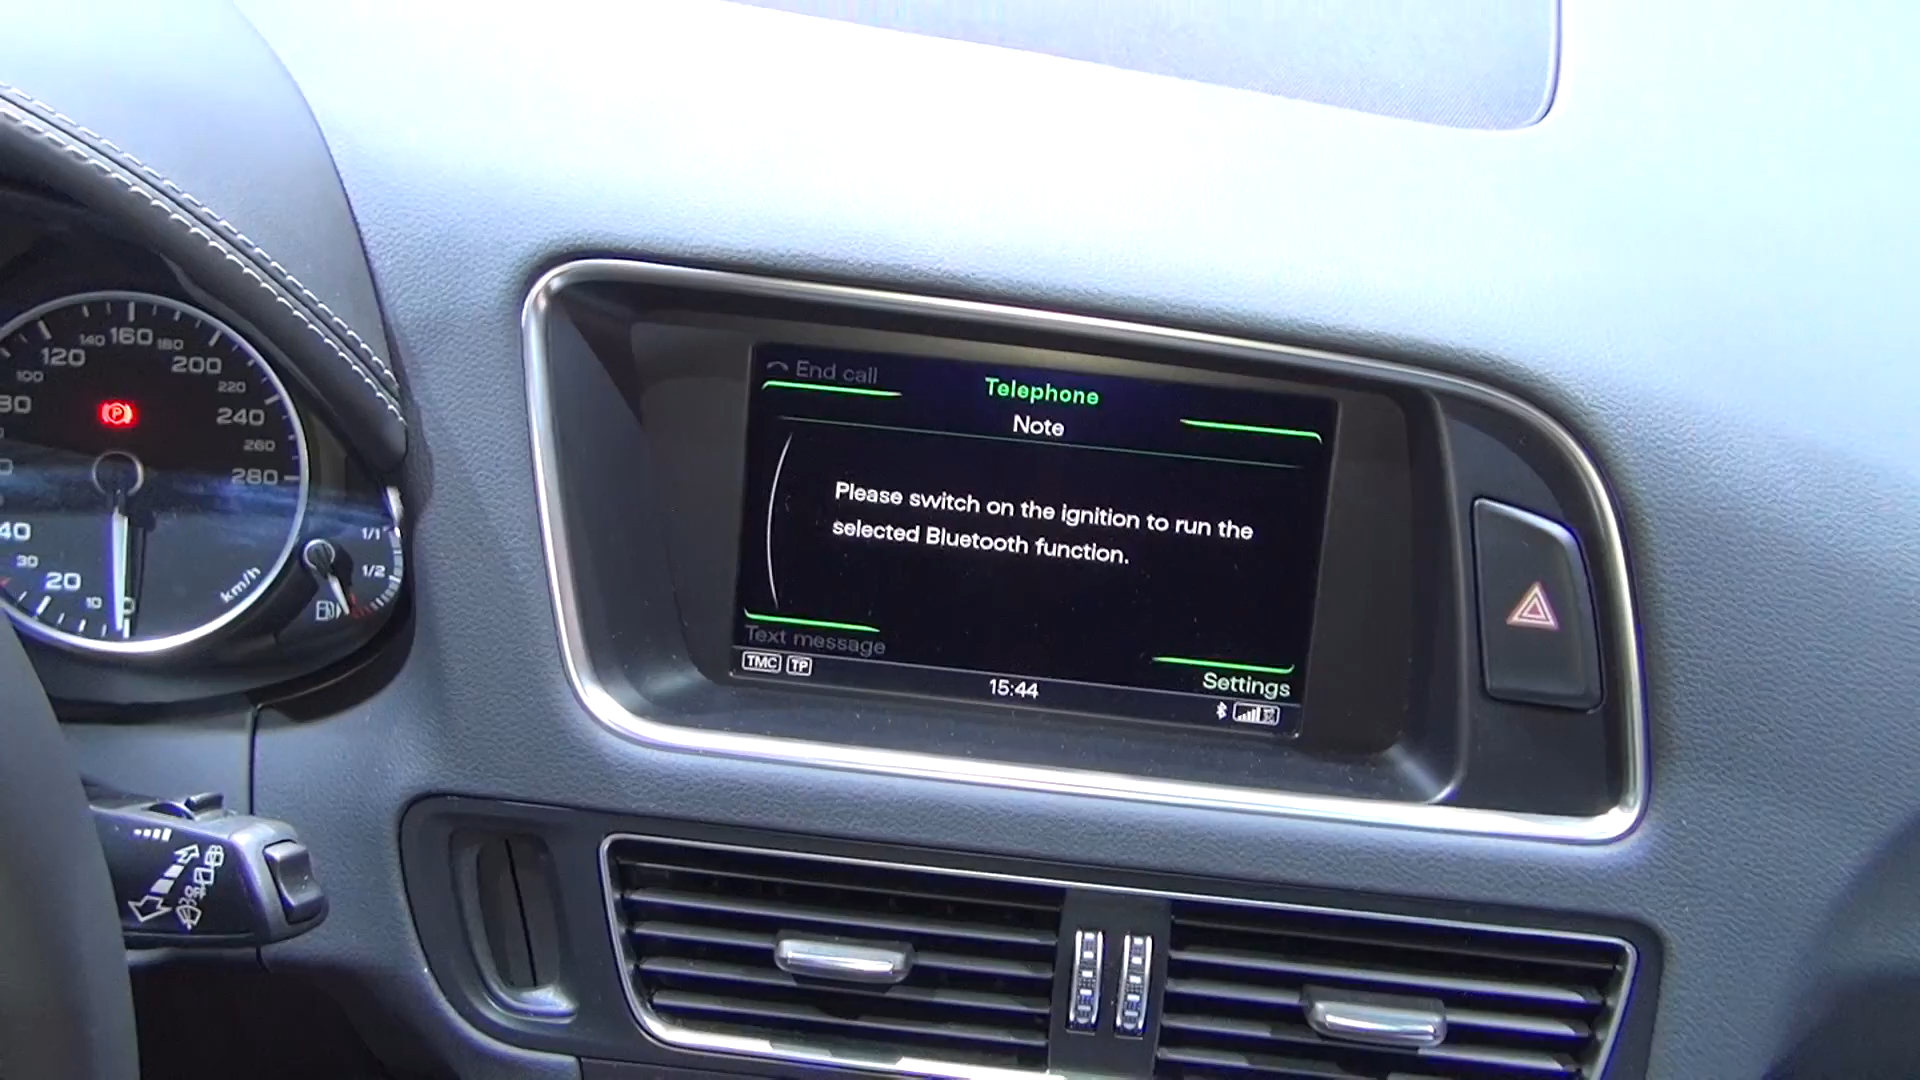 End call
Telephone
Note
Please switch on the ignition to run the
selected Bluetooth function.
Text message
Settings
TMC TP
15:44
100
120
140
160
180
200
220
240
260
280
km/h
40
30
20
10
0
1/1
1/2
P
OFF